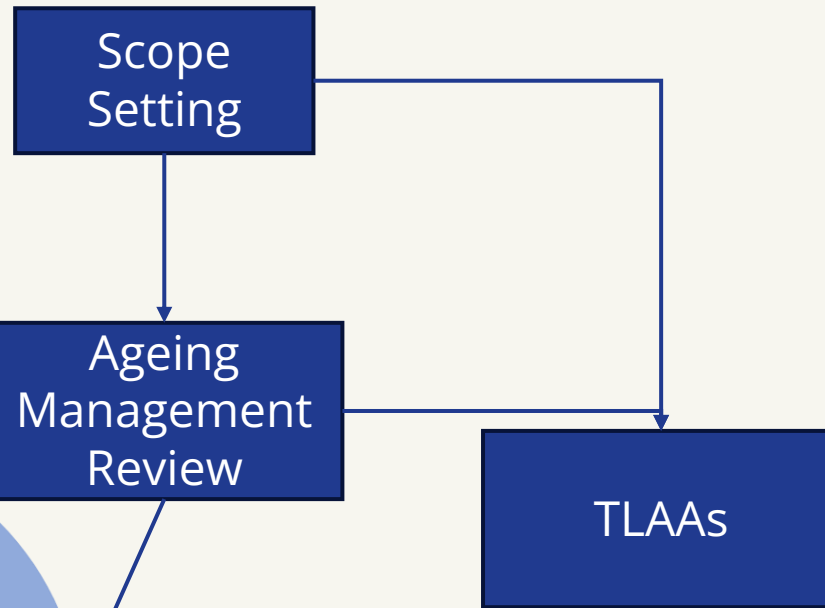 Scope
Setting
Ageing
Management
Review
TLAAs